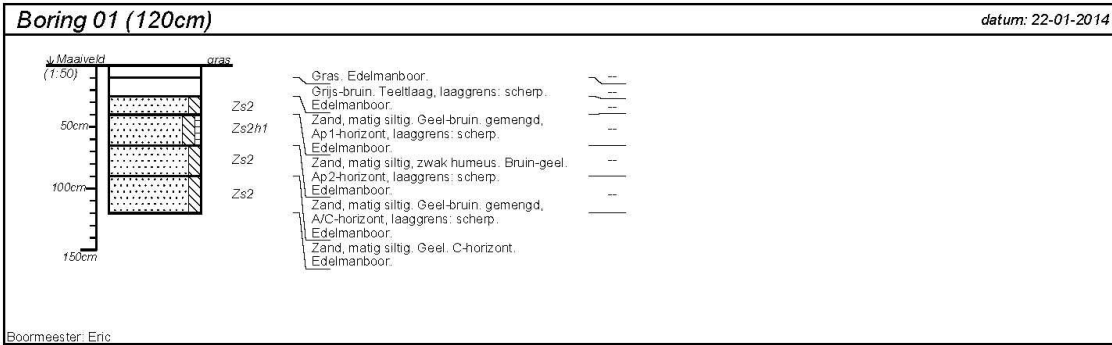 Boring 01 (120cm)
datum: 22-01-2014
Maaiveld
gras
(1:50)
50cm
100cm
150cm
Zs2
Zs2h1
Zs2
Zs2
Gras. Edelmanboor.
Grijs-bruin. Teeltlaag, laaggrens: scherp.
Edelmanboor.
Zand, matig siltig. Geel-bruin. gemengd,
Ap1-horizont, laaggrens: scherp.
Edelmanboor.
Zand, matig siltig, zwak humeus. Bruin-geel.
Ap2-horizont, laaggrens: scherp.
Edelmanboor.
Zand, matig siltig. Geel-bruin. gemengd,
A/C-horizont, laaggrens: scherp.
Edelmanboor.
Zand, matig siltig. Geel. C-horizont.
Edelmanboor.
--
--
--
--
--
--
Boormeester: Eric